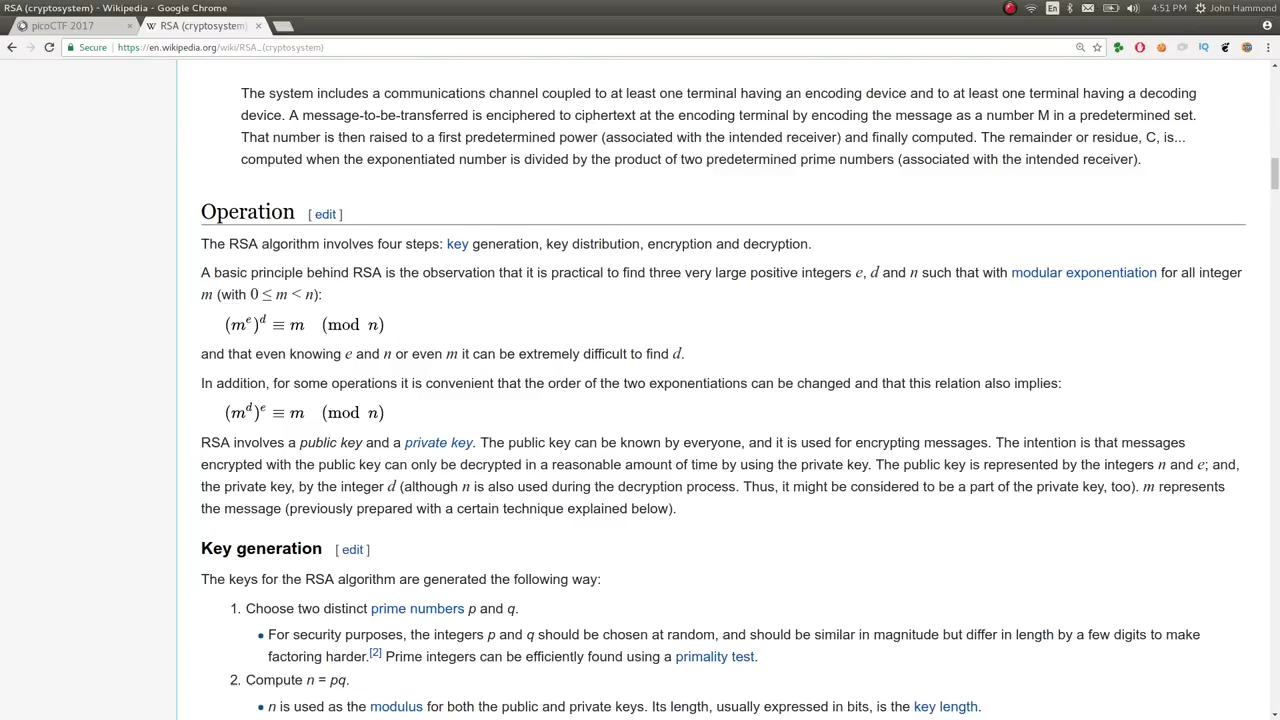 RSA (cryptosystem) - Wikipedia - Google Chrome
En
4:51 PM
John Hammond
picoCTF 2017 ×
W RSA (cryptosystem) ×
Secure https://en.wikipedia.org/wiki/RSA_(cryptosystem)
IQ
The system includes a communications channel coupled to at least one terminal having an encoding device and to at least one terminal having a decoding
device. A message-to-be-transferred is enciphered to ciphertext at the encoding terminal by encoding the message as a number M in a predetermined set.
That number is then raised to a first predetermined power (associated with the intended receiver) and finally computed. The remainder or residue, C, is...
computed when the exponentiated number is divided by the product of two predetermined prime numbers (associated with the intended receiver).
Operation [ edit ]
The RSA algorithm involves four steps: key generation, key distribution, encryption and decryption.
A basic principle behind RSA is the observation that it is practical to find three very large positive integers e, d and n such that with modular exponentiation for all integer
m (with 0 ≤ m < n):
(mᵉ)ᵈ ≡ m (mod n)
and that even knowing e and n or even m it can be extremely difficult to find d.
In addition, for some operations it is convenient that the order of the two exponentiations can be changed and that this relation also implies:
(mᵈ)ᵉ ≡ m (mod n)
RSA involves a public key and a private key. The public key can be known by everyone, and it is used for encrypting messages. The intention is that messages
encrypted with the public key can only be decrypted in a reasonable amount of time by using the private key. The public key is represented by the integers n and e; and,
the private key, by the integer d (although n is also used during the decryption process. Thus, it might be considered to be a part of the private key, too). m represents
the message (previously prepared with a certain technique explained below).
Key generation [ edit ]
The keys for the RSA algorithm are generated the following way:
1. Choose two distinct prime numbers p and q.
• For security purposes, the integers p and q should be chosen at random, and should be similar in magnitude but differ in length by a few digits to make
factoring harder.[2] Prime integers can be efficiently found using a primality test.
2. Compute n = pq.
• n is used as the modulus for both the public and private keys. Its length, usually expressed in bits, is the key length.